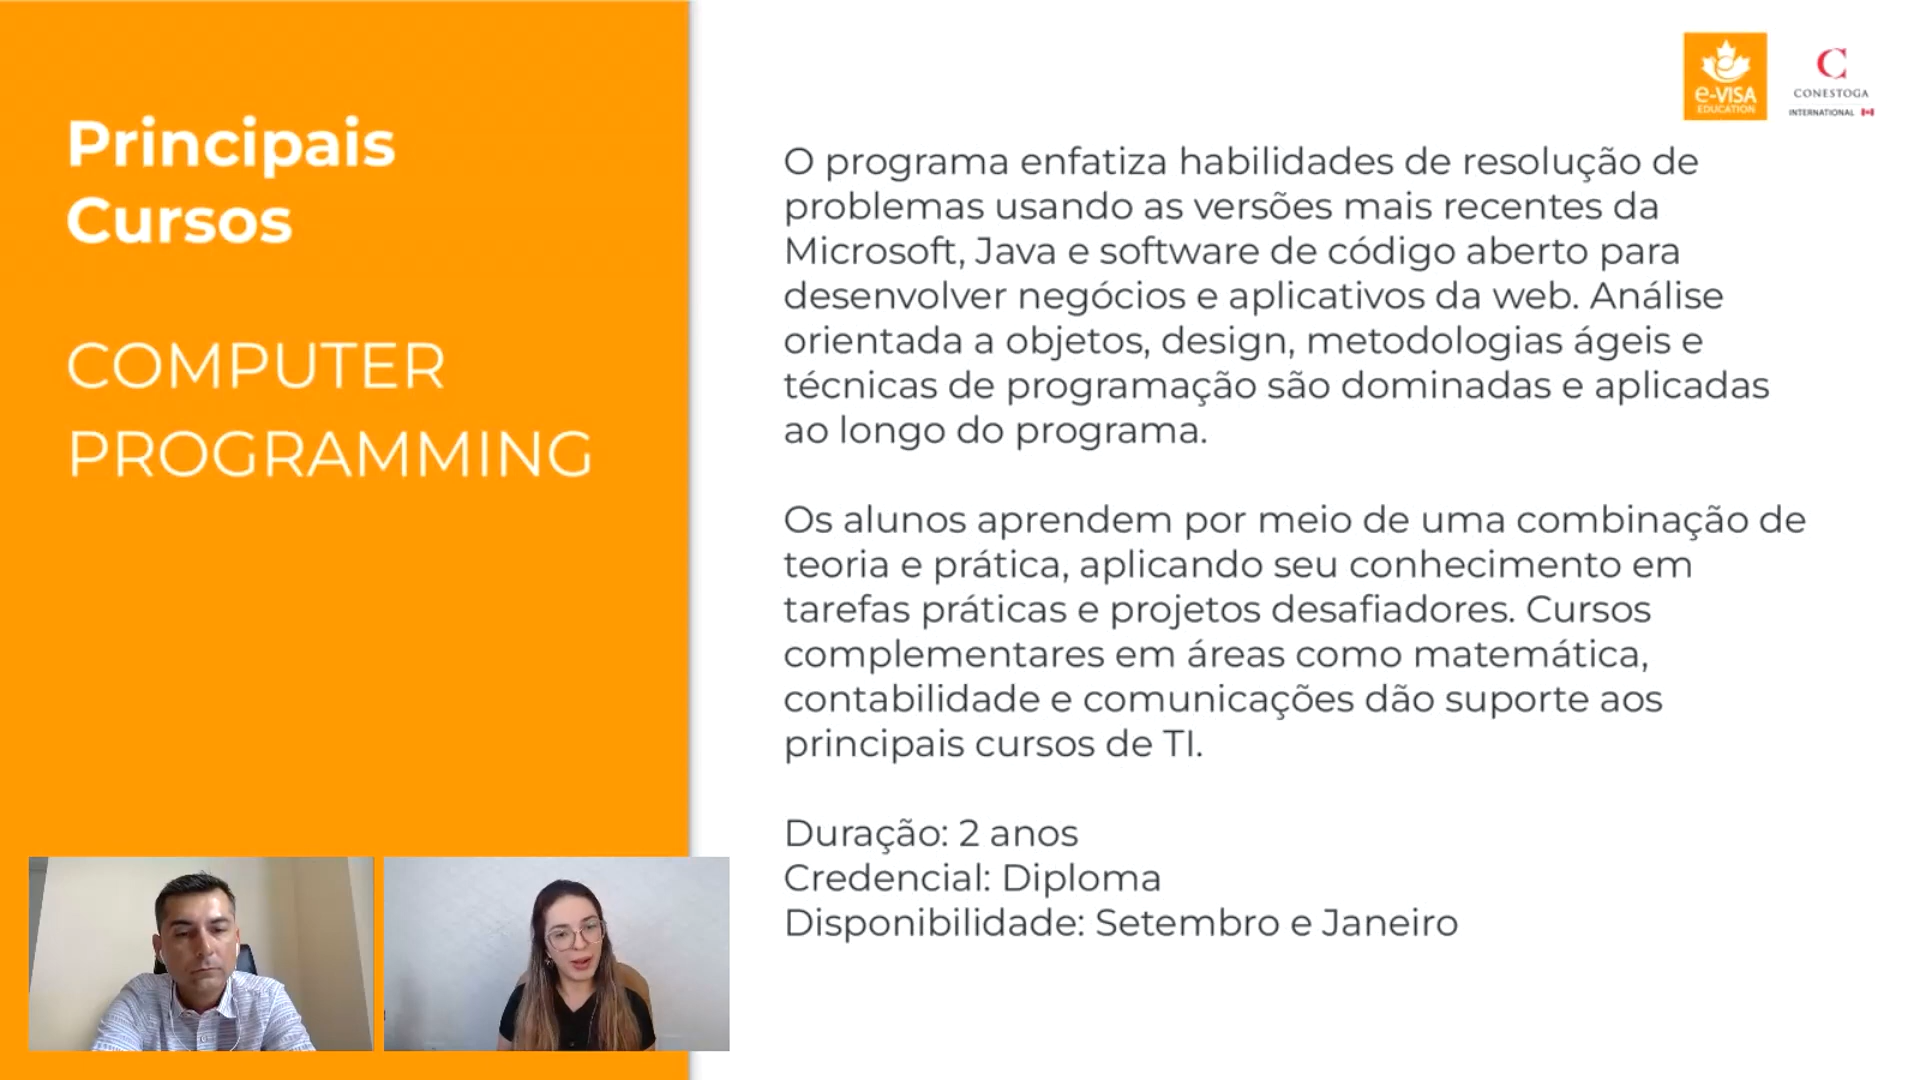 Principais
Cursos
COMPUTER
PROGRAMMING
e-VISA
EDUCATION
C
CONESTOGA
INTERNATIONAL
O programa enfatiza habilidades de resolução de
problemas usando as versões mais recentes da
Microsoft, Java e software de código aberto para
desenvolver negócios e aplicativos da web. Análise
orientada a objetos, design, metodologias ágeis e
técnicas de programação são dominadas e aplicadas
ao longo do programa.
Os alunos aprendem por meio de uma combinação de
teoria e prática, aplicando seu conhecimento em
tarefas práticas e projetos desafiadores. Cursos
complementares em áreas como matemática,
contabilidade e comunicações dão suporte aos
principais cursos de TI.
Duração: 2 anos
Credencial: Diploma
Disponibilidade: Setembro e Janeiro